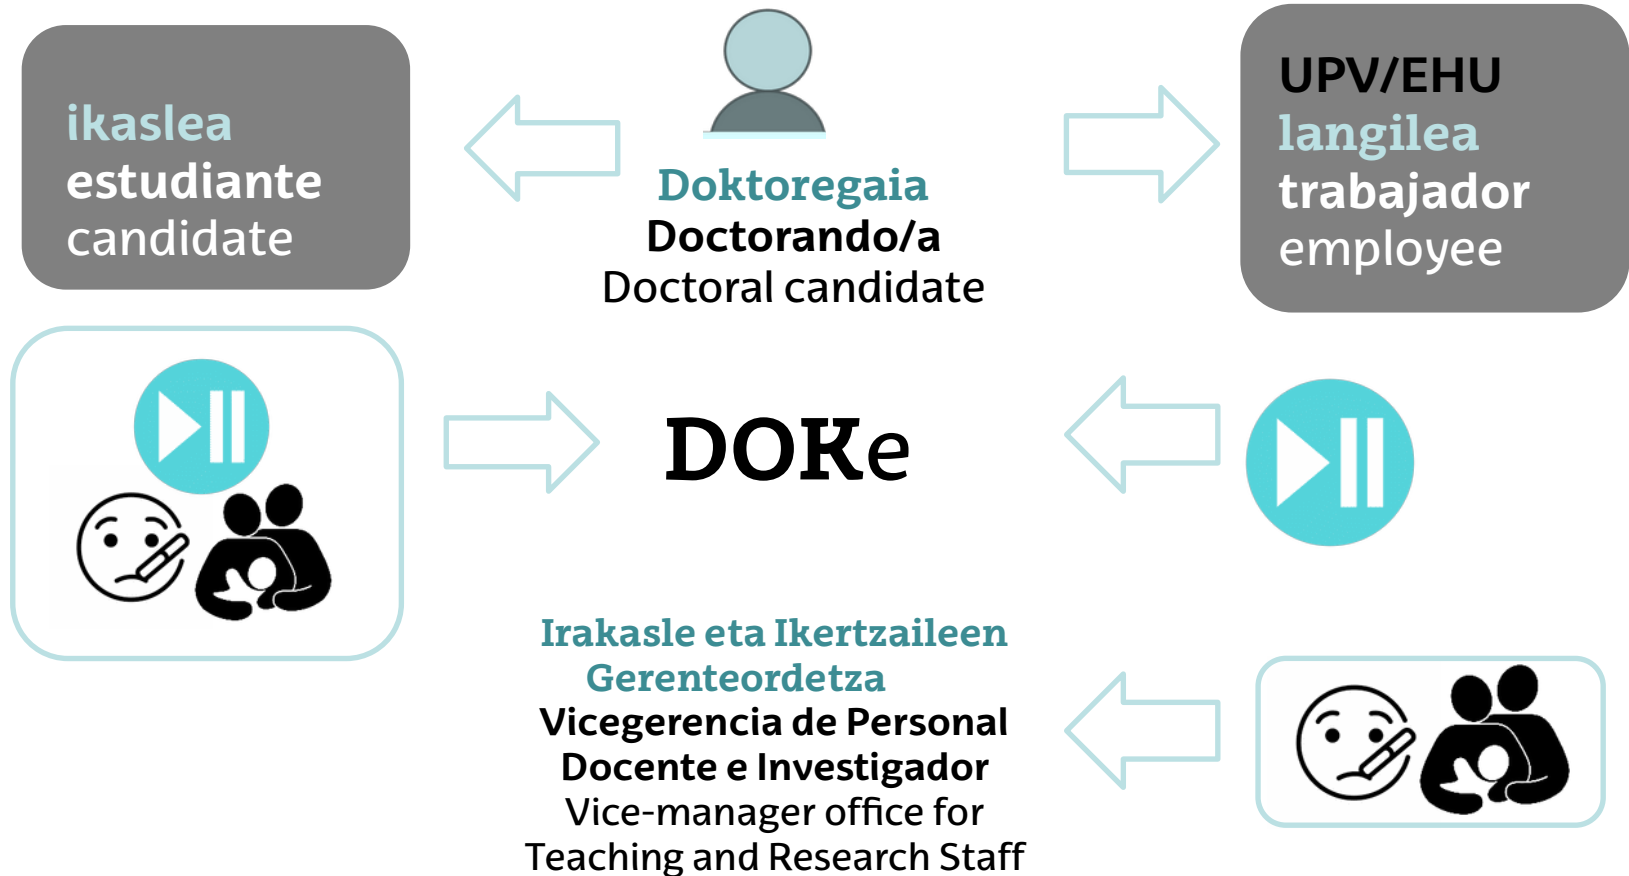 ikaslea
estudiante
candidate
Doktoregaia
Doctorando/a
Doctoral candidate
UPV/EHU
langilea
trabajador
employee
DOKe
Irakasle eta Ikertzaileen
Gerenteordetza
Vicegerencia de Personal
Docente e Investigador
Vice-manager office for
Teaching and Research Staff